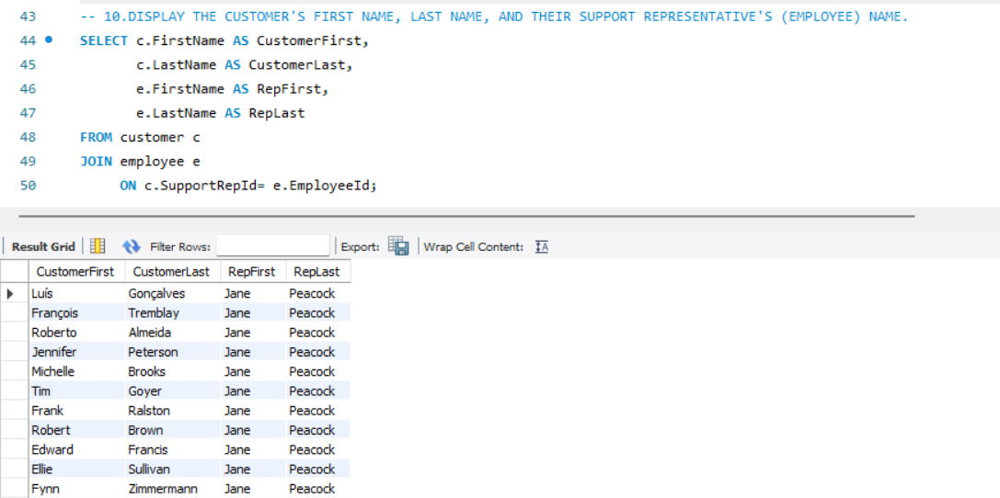 43 -- 10.DISPLAY THE CUSTOMER'S FIRST NAME, LAST NAME, AND THEIR SUPPORT REPRESENTATIVE'S (EMPLOYEE) NAME.
44 SELECT c.FirstName AS CustomerFirst,
45 c.LastName AS CustomerLast,
46 e.FirstName AS RepFirst,
47 e.LastName AS RepLast
48 FROM customer c
49 JOIN employee e
50 ON c.SupportRepId= e.EmployeeId;
Result Grid Filter Rows: Export: Wrap Cell Content: IA
CustomerFirst CustomerLast RepFirst RepLast
Luís Gonçalves Jane Peacock
François Tremblay Jane Peacock
Roberto Almeida Jane Peacock
Jennifer Peterson Jane Peacock
Michelle Brooks Jane Peacock
Tim Goyer Jane Peacock
Frank Ralston Jane Peacock
Robert Brown Jane Peacock
Edward Francis Jane Peacock
Ellie Sullivan Jane Peacock
Fynn Zimmermann Jane Peacock